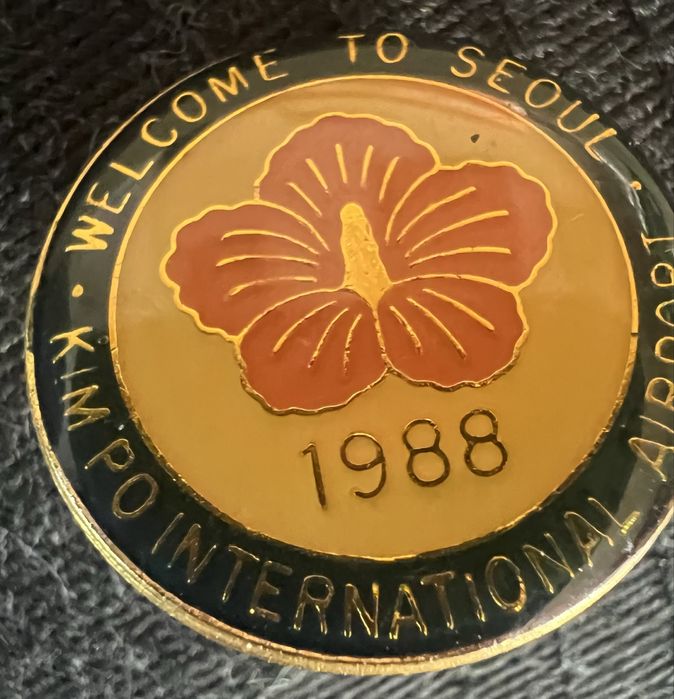 WELCOME TO SEOUL
KIMPO INTERNATIONAL AIRPORT
1988